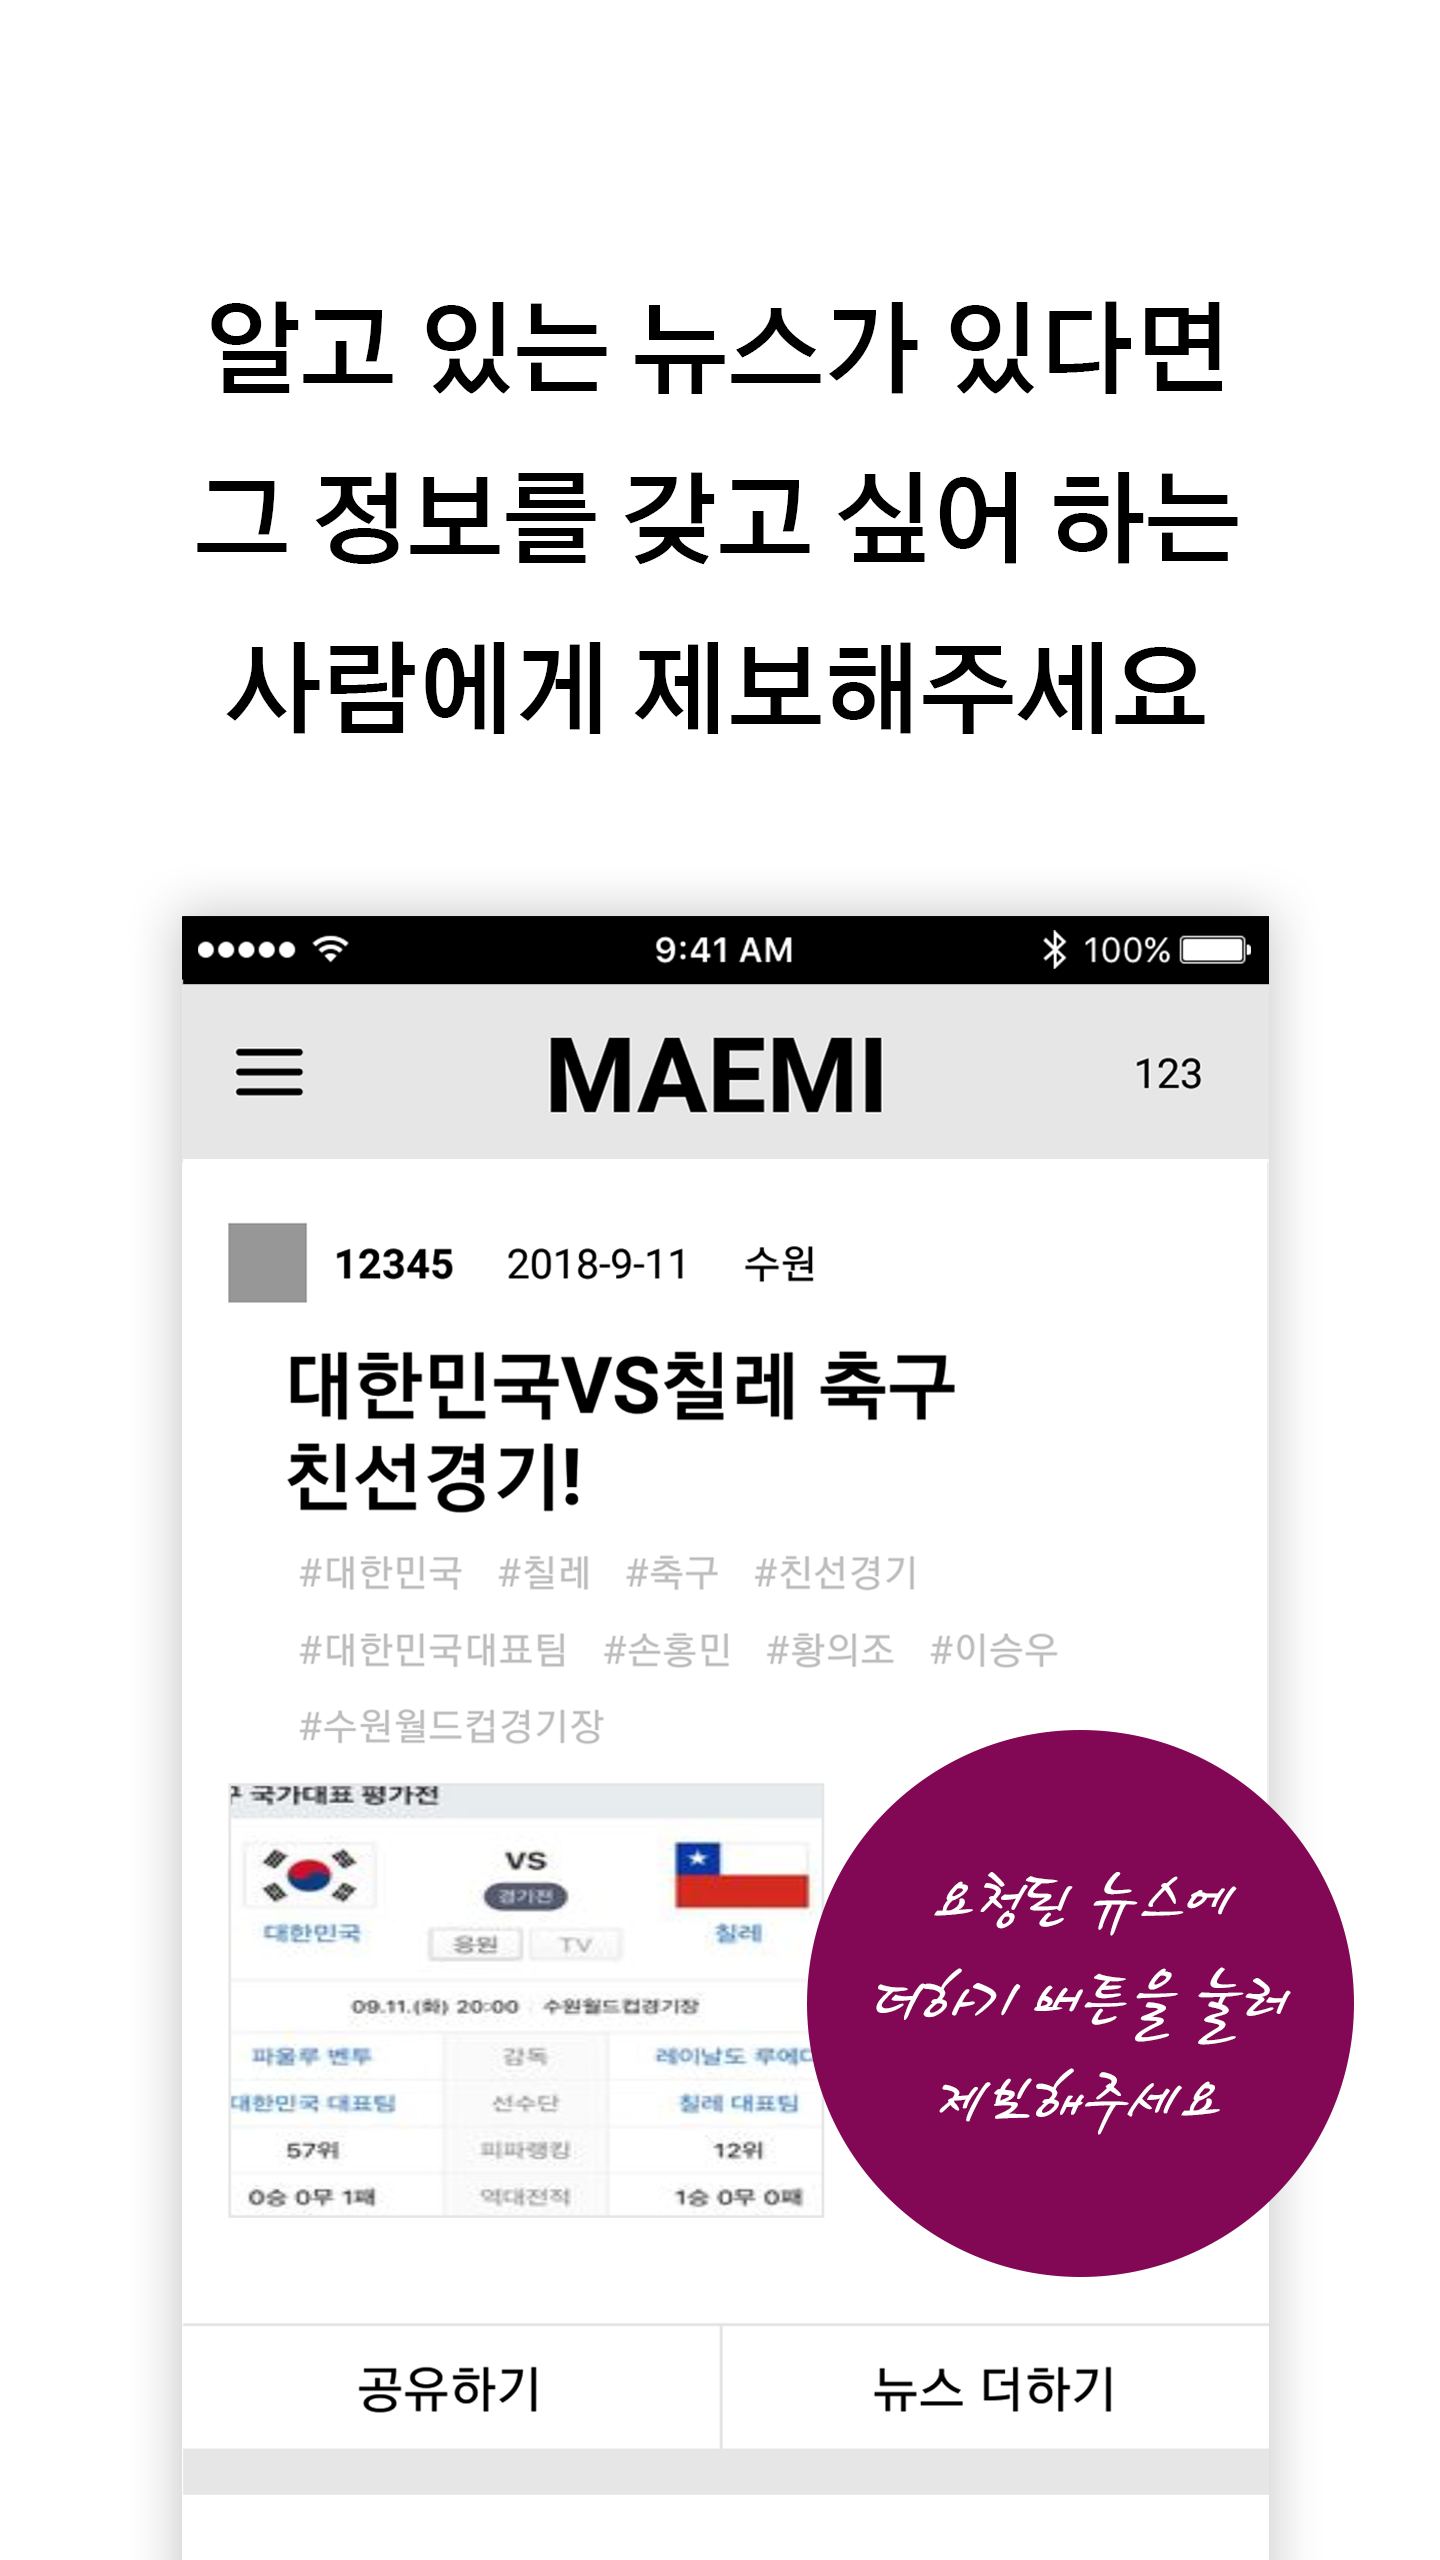 알고 있는 뉴스가 있다면
그 정보를 갖고 싶어 하는
사람에게 제보해주세요
9:41 AM
100%
MAEMI
123
12345 2018-9-11 수원
대한민국VS칠레 축구
친선경기!
#대한민국 #칠레 #축구 #친선경기
#대한민국대표팀 #손흥민 #황의조 #이승우
#수원월드컵경기장
국가대표 평가전
VS
경기전
대한민국 칠레
응원 TV
09.11.(화) 20:00 수원월드컵경기장
파울루 벤투 감독 레이날도 루에다
대한민국 대표팀 선수단 칠레 대표팀
57위 피파랭킹 12위
0승 0무 1패 역대전적 1승 0무 0패
요청된 뉴스에
더하기 버튼을 눌러
제보해주세요
공유하기 뉴스 더하기